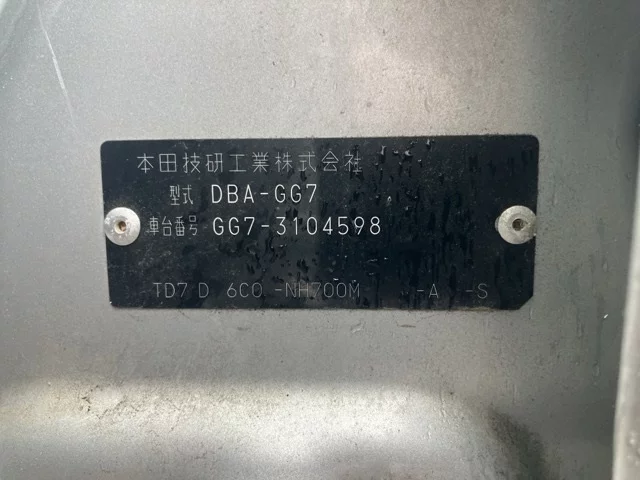 本田技研工業株式会社
型式 DBA-GG7
車台番号 GG7-3104598
TD7 D 6C0 -NH700M -A -S